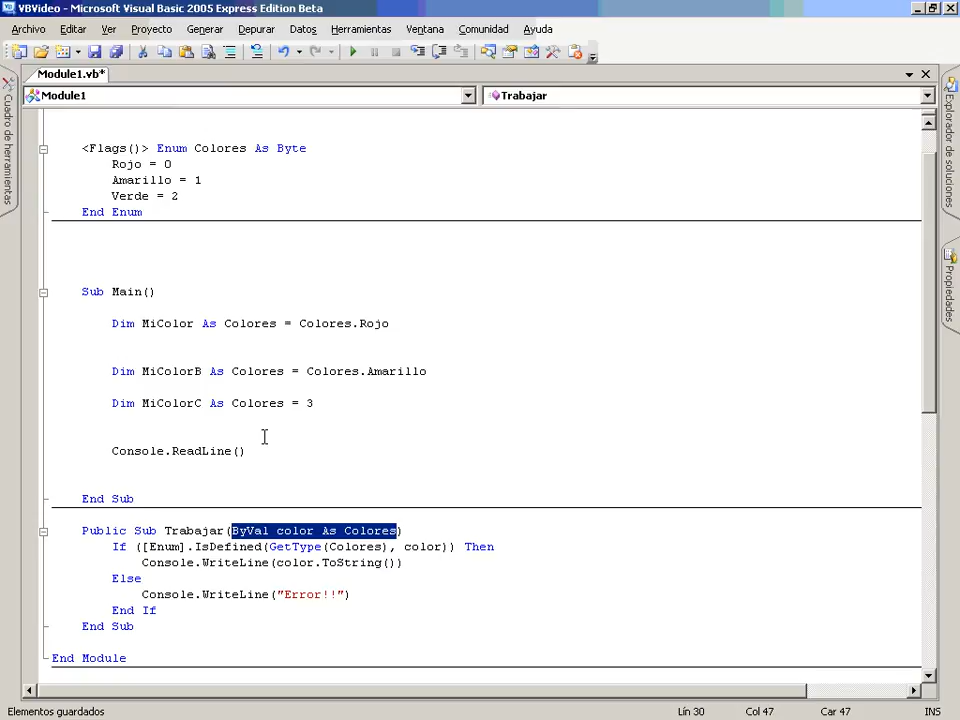 VBVideo - Microsoft Visual Basic 2005 Express Edition Beta
Archivo Editar Ver Proyecto Generar Depurar Datos Herramientas Ventana Comunidad Ayuda
Module1.vb*
Module1 Trabajar
Cuadro de herramientas
Explorador de soluciones
Propiedades
<Flags()> Enum Colores As Byte
Rojo = 0
Amarillo = 1
Verde = 2
End Enum
Sub Main()
Dim MiColor As Colores = Colores.Rojo
Dim MiColorB As Colores = Colores.Amarillo
Dim MiColorC As Colores = 3
Console.ReadLine()
End Sub
Public Sub Trabajar(ByVal color As Colores)
If ([Enum].IsDefined(GetType(Colores), color)) Then
Console.WriteLine(color.ToString())
Else
Console.WriteLine("Error!!")
End If
End Sub
End Module
Elementos guardados Lín 30 Col 47 Car 47 INS